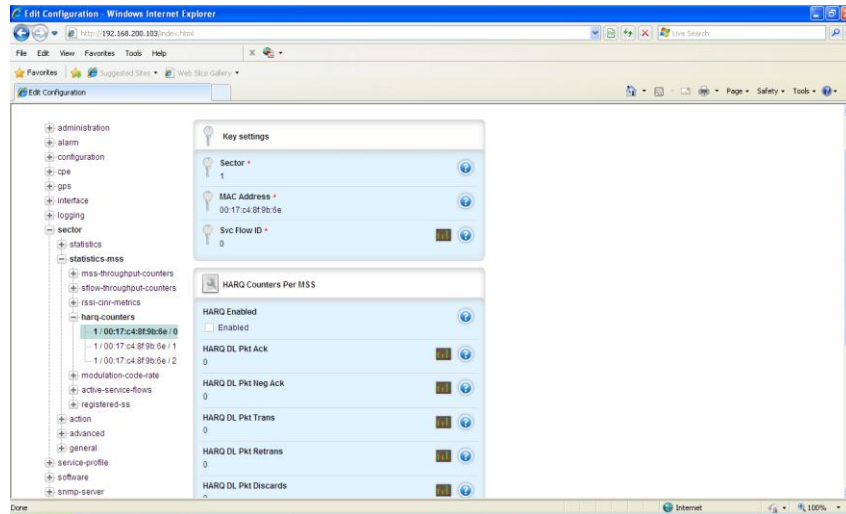 Edit Configuration - Windows Internet Explorer
http://192.168.200.103/index.html
Live Search
File Edit View Favorites Tools Help
Favorites Suggested Sites Web Slice Gallery
Edit Configuration
Page Safety Tools
administration
alarm
configuration
cpe
gps
interface
logging
sector
statistics
statistics-mss
mss-throughput-counters
sflow-throughput-counters
rssi-cinr-metrics
harq-counters
1 / 00:17:c4:8f:9b:6e / 0
1 / 00:17:c4:8f:9b:6e / 1
1 / 00:17:c4:8f:9b:6e / 2
modulation-code-rate
active-service-flows
registered-ss
action
advanced
general
service-profile
software
snmp-server
Key settings
Sector *
1
MAC Address *
00:17:c4:8f:9b:6e
Svc Flow ID *
0
HARQ Counters Per MSS
HARQ Enabled
Enabled
HARQ DL Pkt Ack
0
HARQ DL Pkt Neg Ack
0
HARQ DL Pkt Trans
0
HARQ DL Pkt Retrans
0
HARQ DL Pkt Discards
Done
Internet
100%